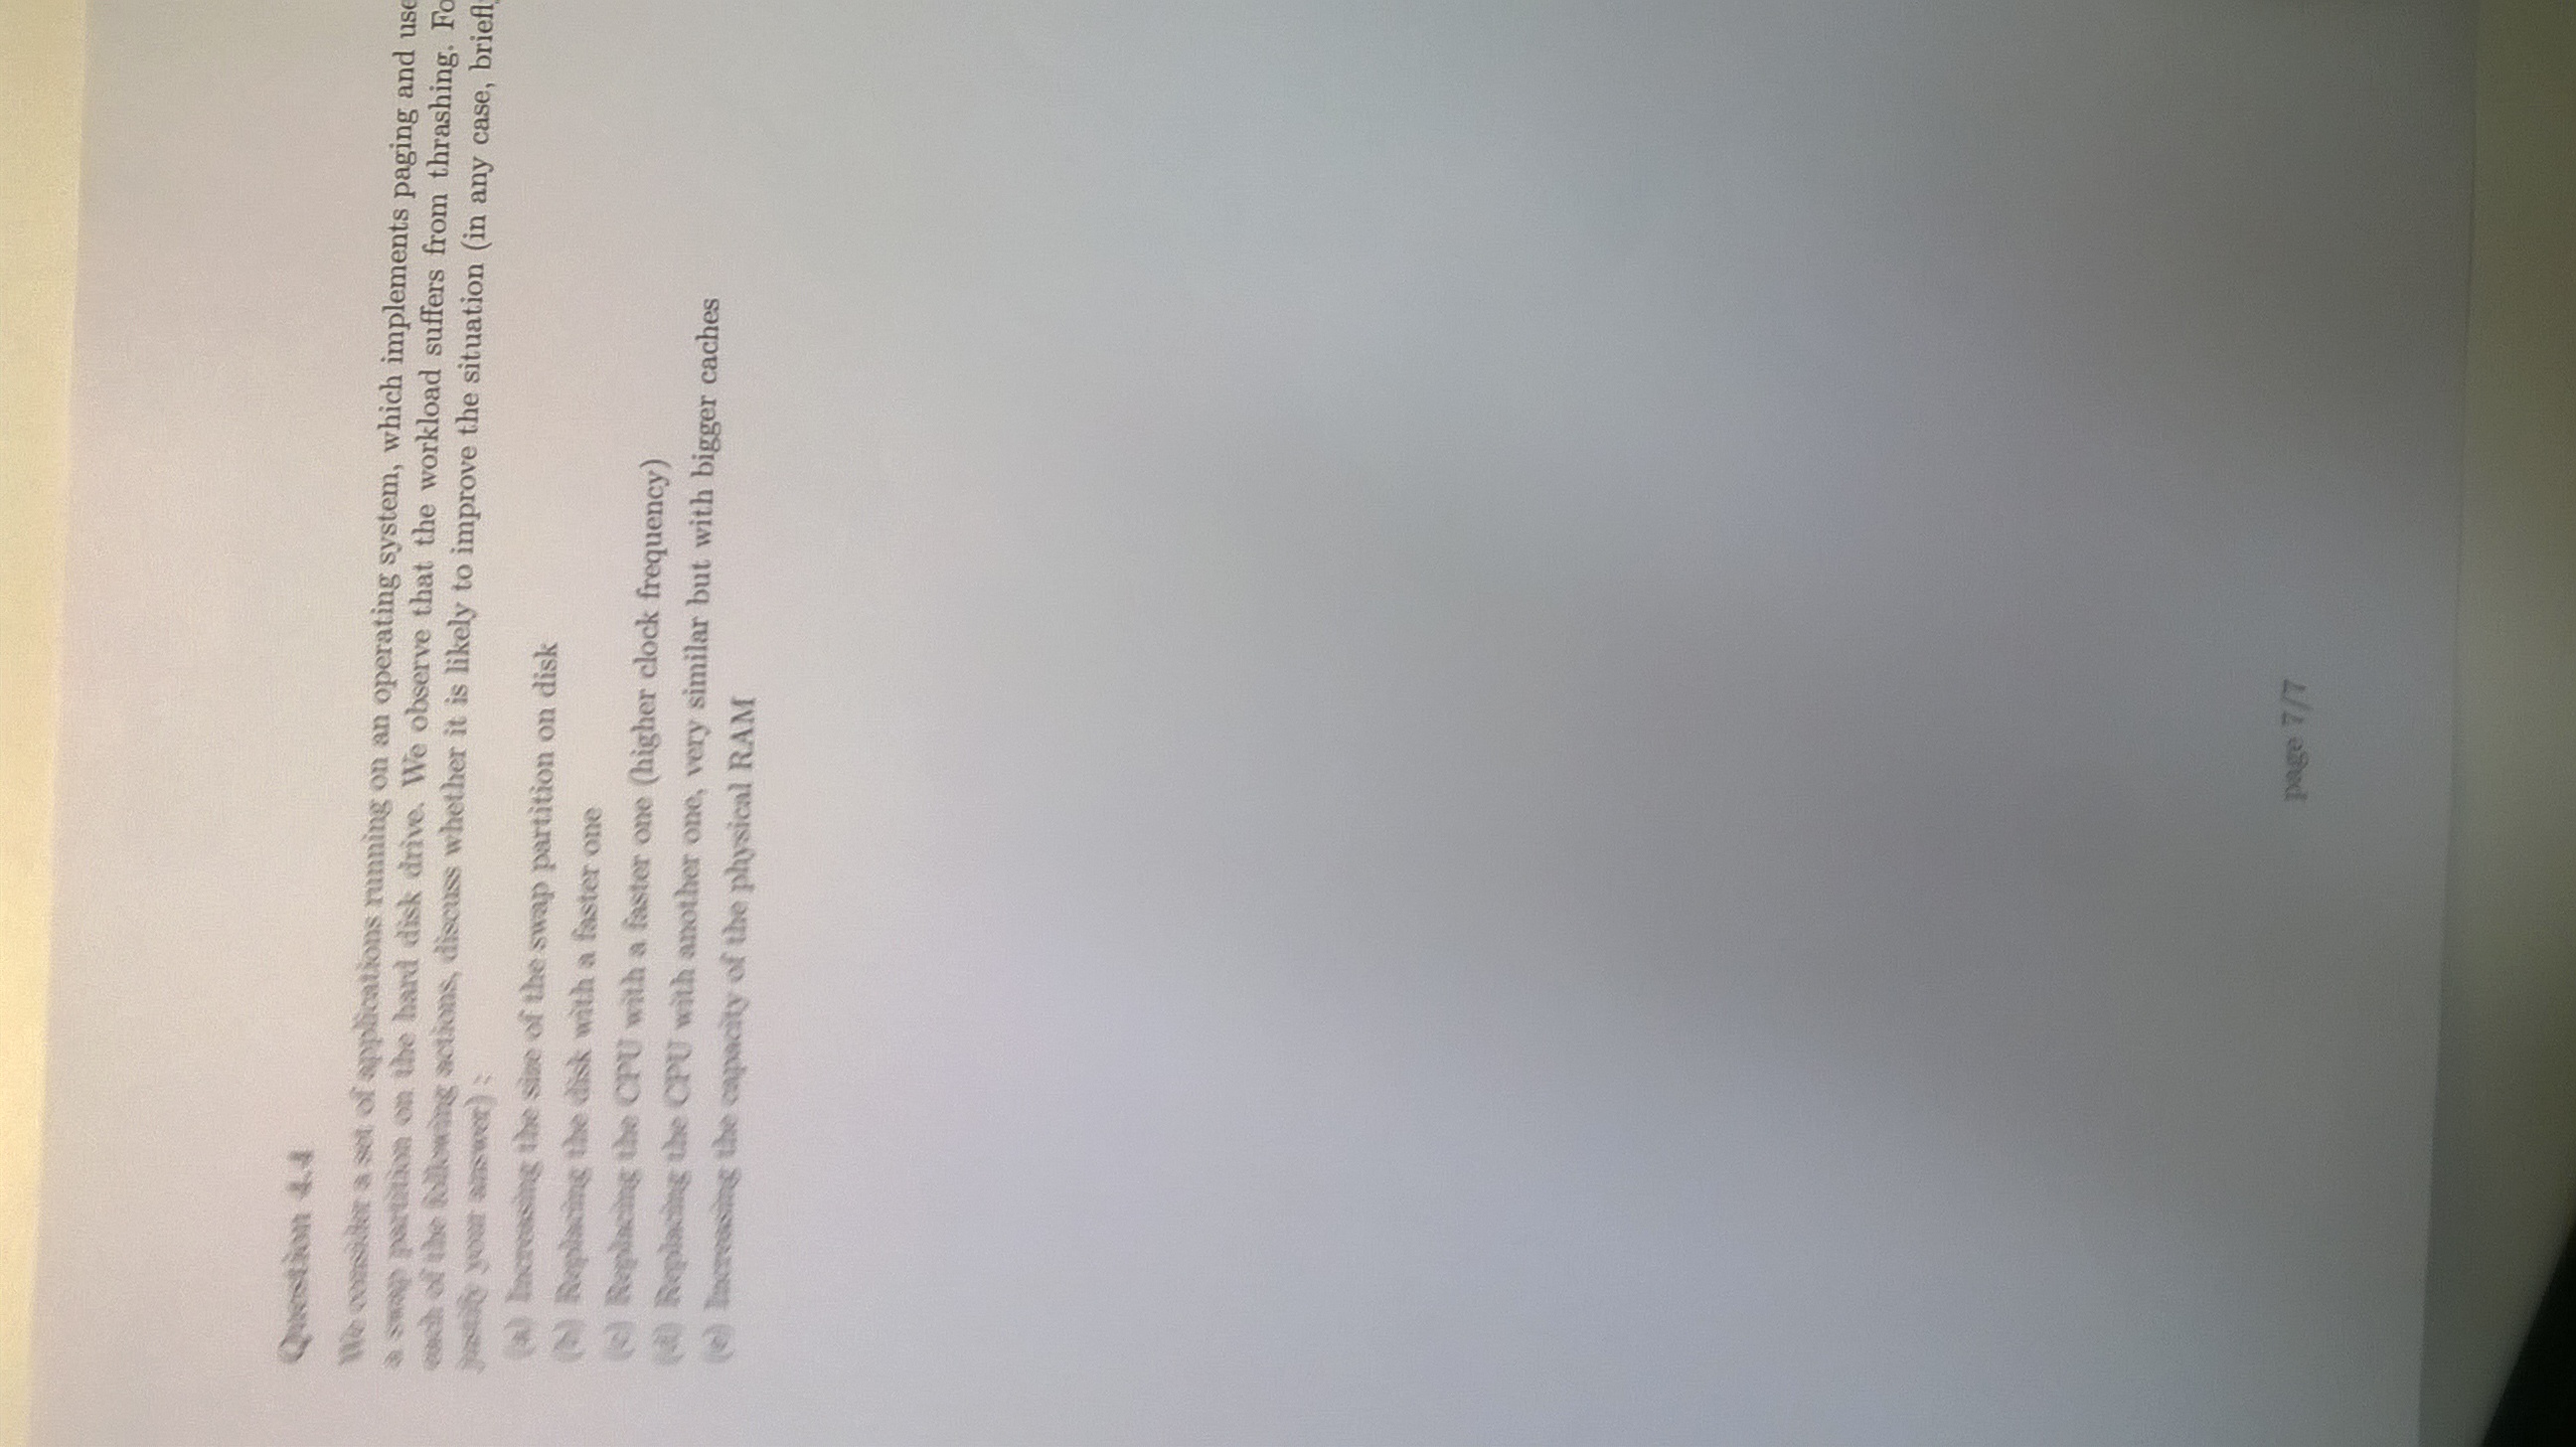 Question 4.4
We consider a set of applications running on an operating system, which implements paging and use
a swap partition on the hard disk drive. We observe that the workload suffers from thrashing. Fo
each of the following actions, discuss whether it is likely to improve the situation (in any case, briefl
justify your answer) :
(a) Increasing the size of the swap partition on disk
(b) Replacing the disk with a faster one
(c) Replacing the CPU with a faster one (higher clock frequency)
(d) Replacing the CPU with another one, very similar but with bigger caches
(e) Increasing the capacity of the physical RAM
page 7/7